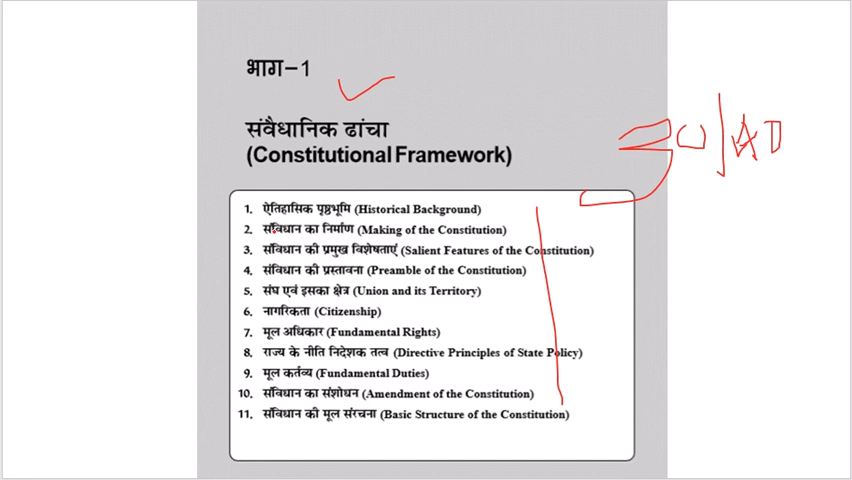 भाग–1
संवैधानिक ढांचा
(Constitutional Framework)
1. ऐतिहासिक पृष्ठभूमि (Historical Background)
2. संविधान का निर्माण (Making of the Constitution)
3. संविधान की प्रमुख विशेषताएं (Salient Features of the Constitution)
4. संविधान की प्रस्तावना (Preamble of the Constitution)
5. संघ एवं इसका क्षेत्र (Union and its Territory)
6. नागरिकता (Citizenship)
7. मूल अधिकार (Fundamental Rights)
8. राज्य के नीति निदेशक तत्व (Directive Principles of State Policy)
9. मूल कर्तव्य (Fundamental Duties)
10. संविधान का संशोधन (Amendment of the Constitution)
11. संविधान की मूल संरचना (Basic Structure of the Constitution)